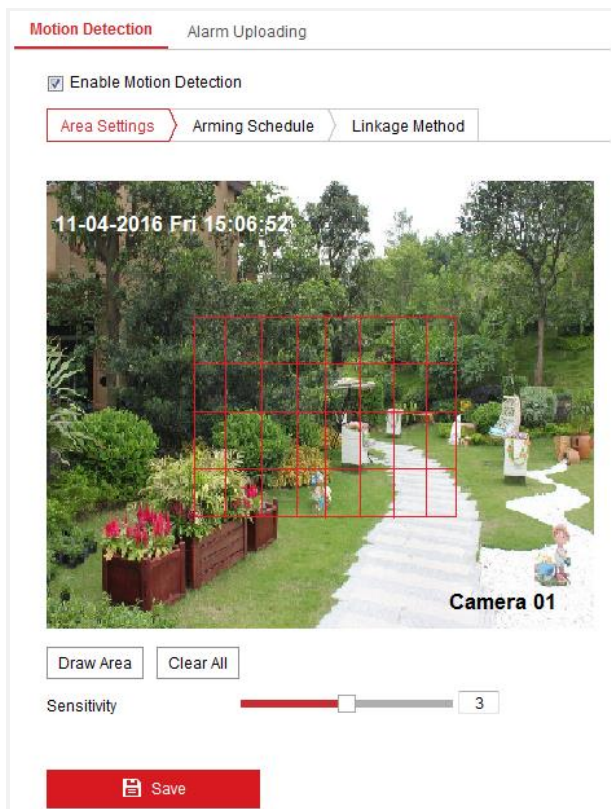 Motion Detection Alarm Uploading
Enable Motion Detection
Area Settings Arming Schedule Linkage Method
11-04-2016 Fri 15:06:52
Camera 01
Draw Area Clear All
Sensitivity 3
Save